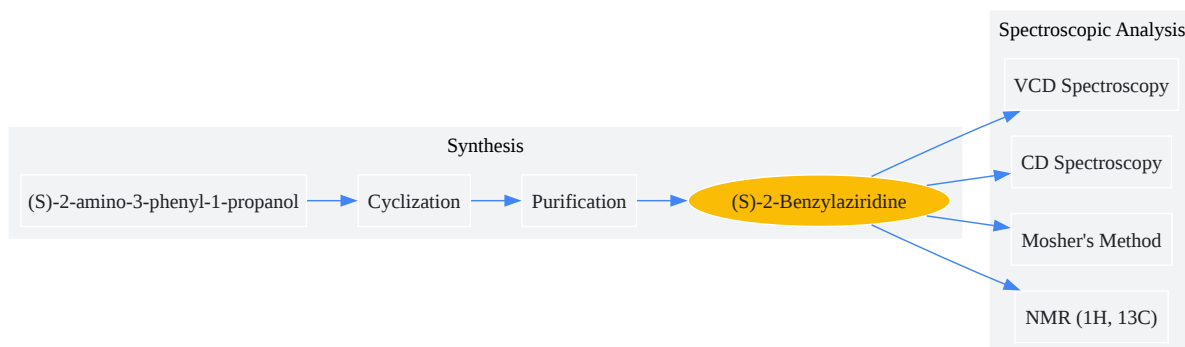 Synthesis
(S)-2-amino-3-phenyl-1-propanol
Cyclization
Purification
(S)-2-Benzylaziridine
Spectroscopic Analysis
VCD Spectroscopy
CD Spectroscopy
Mosher's Method
NMR (1H, 13C)